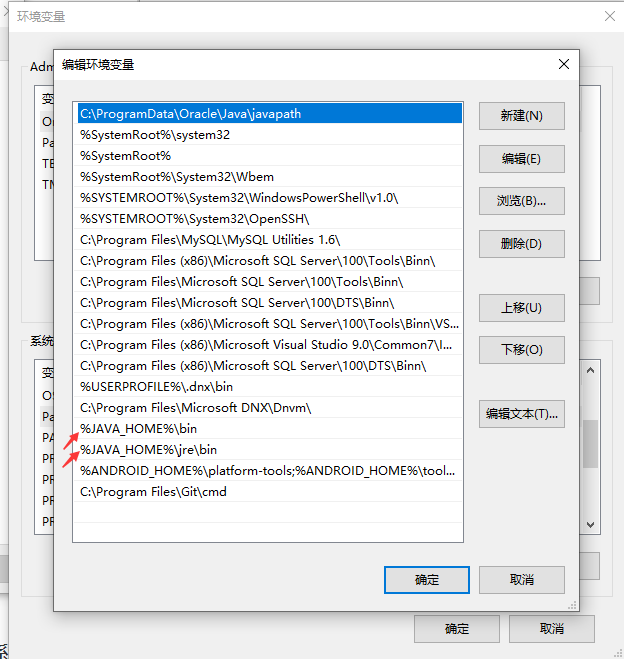 环境变量
编辑环境变量
Adm
C:\ProgramData\Oracle\Java\javapath
%SystemRoot%\system32
%SystemRoot%
%SystemRoot%\System32\Wbem
%SYSTEMROOT%\System32\WindowsPowerShell\v1.0\
%SYSTEMROOT%\System32\OpenSSH\
C:\Program Files\MySQL\MySQL Utilities 1.6\
C:\Program Files (x86)\Microsoft SQL Server\100\Tools\Binn\
C:\Program Files\Microsoft SQL Server\100\Tools\Binn\
C:\Program Files\Microsoft SQL Server\100\DTS\Binn\
C:\Program Files (x86)\Microsoft SQL Server\100\Tools\Binn\VS...
C:\Program Files (x86)\Microsoft Visual Studio 9.0\Common7\I...
C:\Program Files (x86)\Microsoft SQL Server\100\DTS\Binn\
%USERPROFILE%\.dnx\bin
C:\Program Files\Microsoft DNX\Dnvm\
%JAVA_HOME%\bin
%JAVA_HOME%\jre\bin
%ANDROID_HOME%\platform-tools;%ANDROID_HOME%\tool...
C:\Program Files\Git\cmd
新建(N)
编辑(E)
浏览(B)...
删除(D)
上移(U)
下移(O)
编辑文本(T)...
确定
取消
变
Pa
TE
系统
变
OS
Pa
PA
PR
PR
PR
确定
取消
系